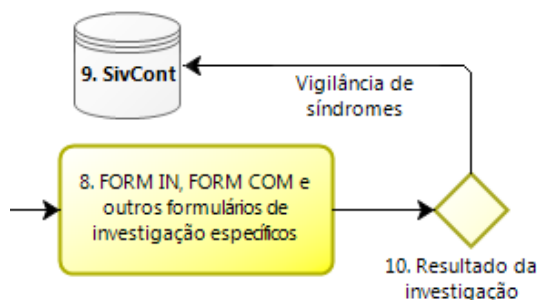 9. SivCont
Vigilância de
síndromes
8. FORM IN, FORM COM e
outros formulários de
investigação específicos
10. Resultado da
investigação